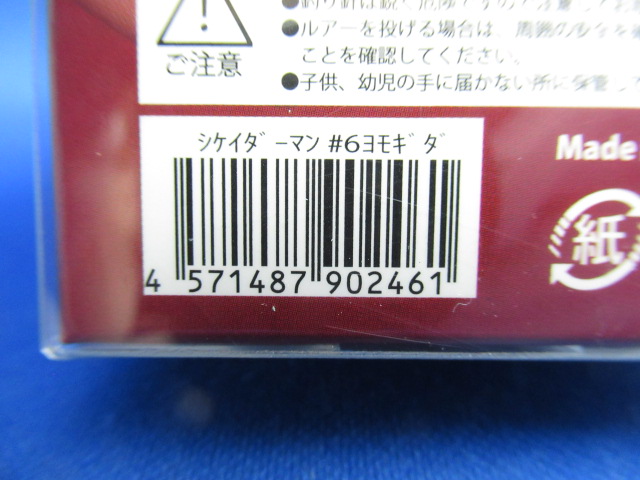 ご注意
●ルアーを投げる場合は、周囲の安全を
ことを確認してください。
●子供、幼児の手に届かない所に保管し
ｼｹｲﾀﾞｰﾏﾝ #6ﾖﾓｷﾞﾀﾞ
4 571487 902461
Made
紙